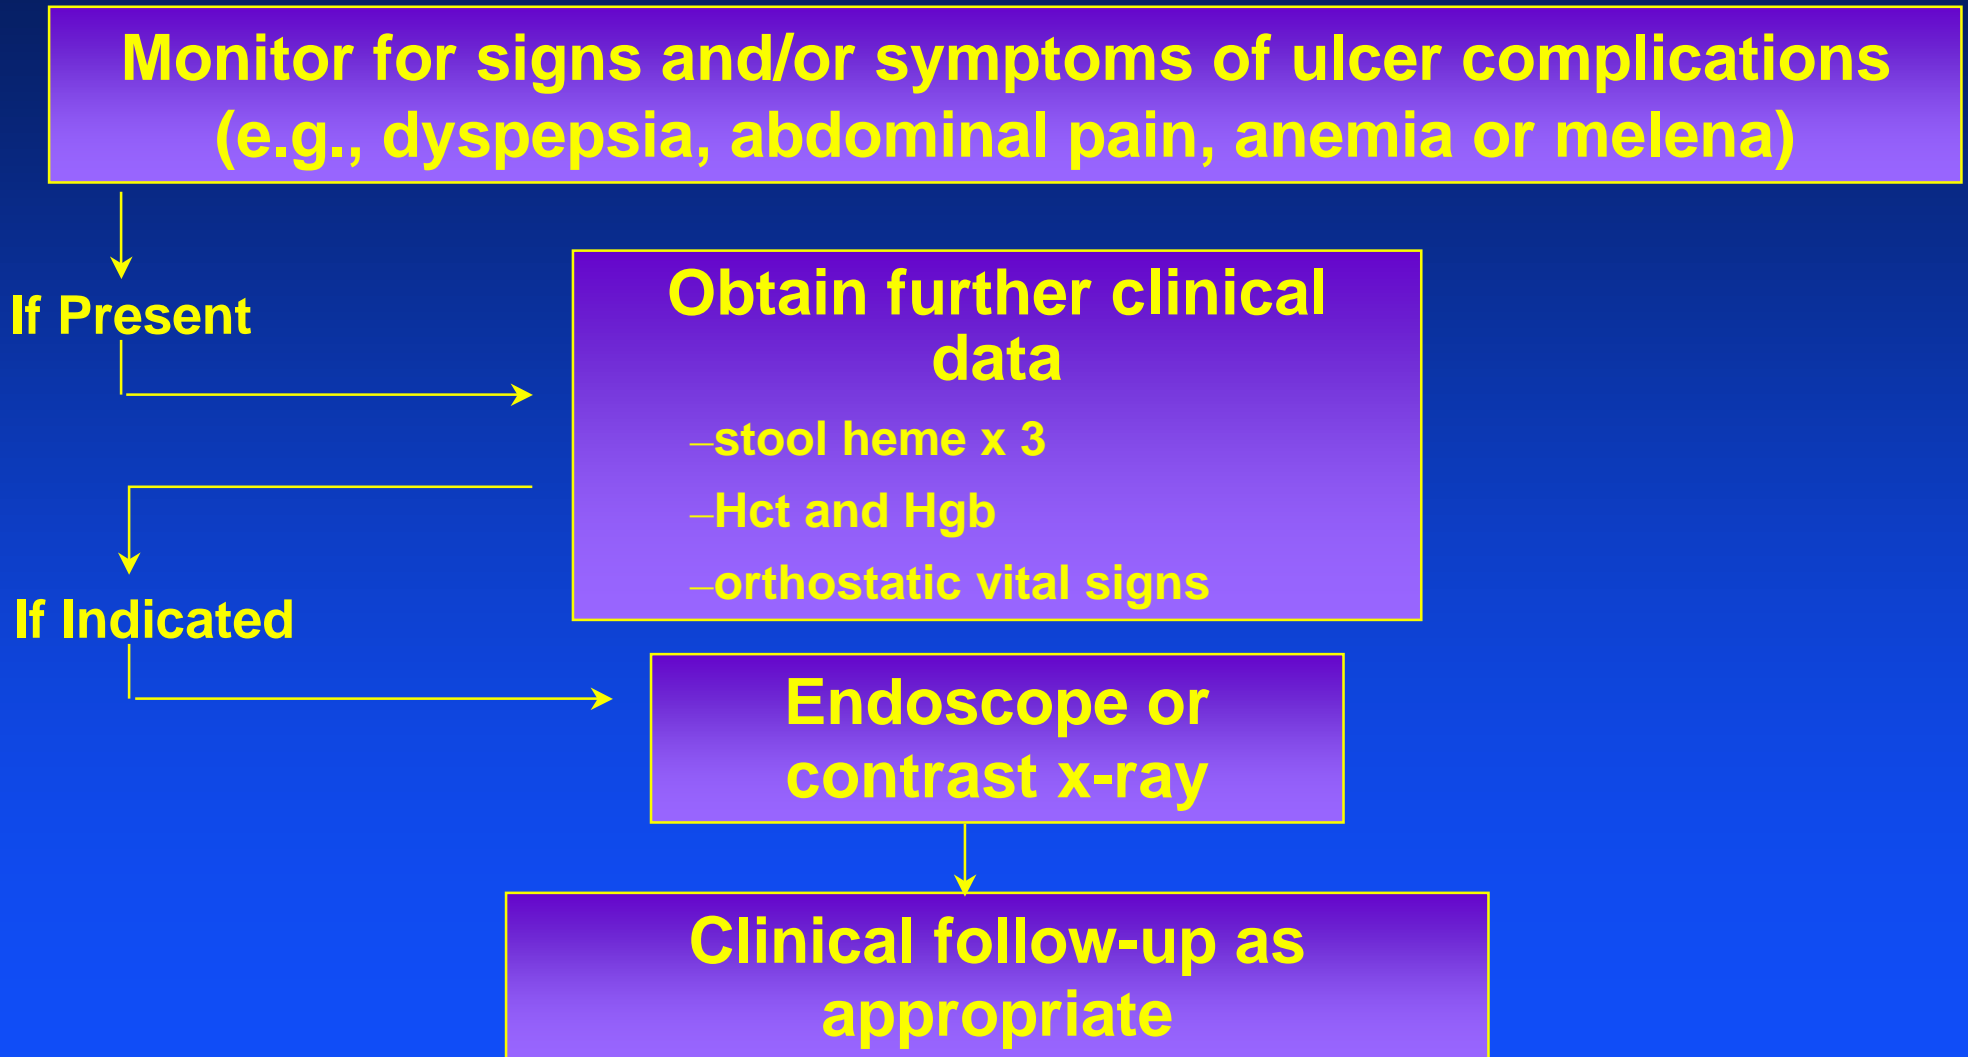 Monitor for signs and/or symptoms of ulcer complications
(e.g., dyspepsia, abdominal pain, anemia or melena)
If Present
Obtain further clinical
data
–stool heme x 3
–Hct and Hgb
–orthostatic vital signs
If Indicated
Endoscope or
contrast x-ray
Clinical follow-up as
appropriate